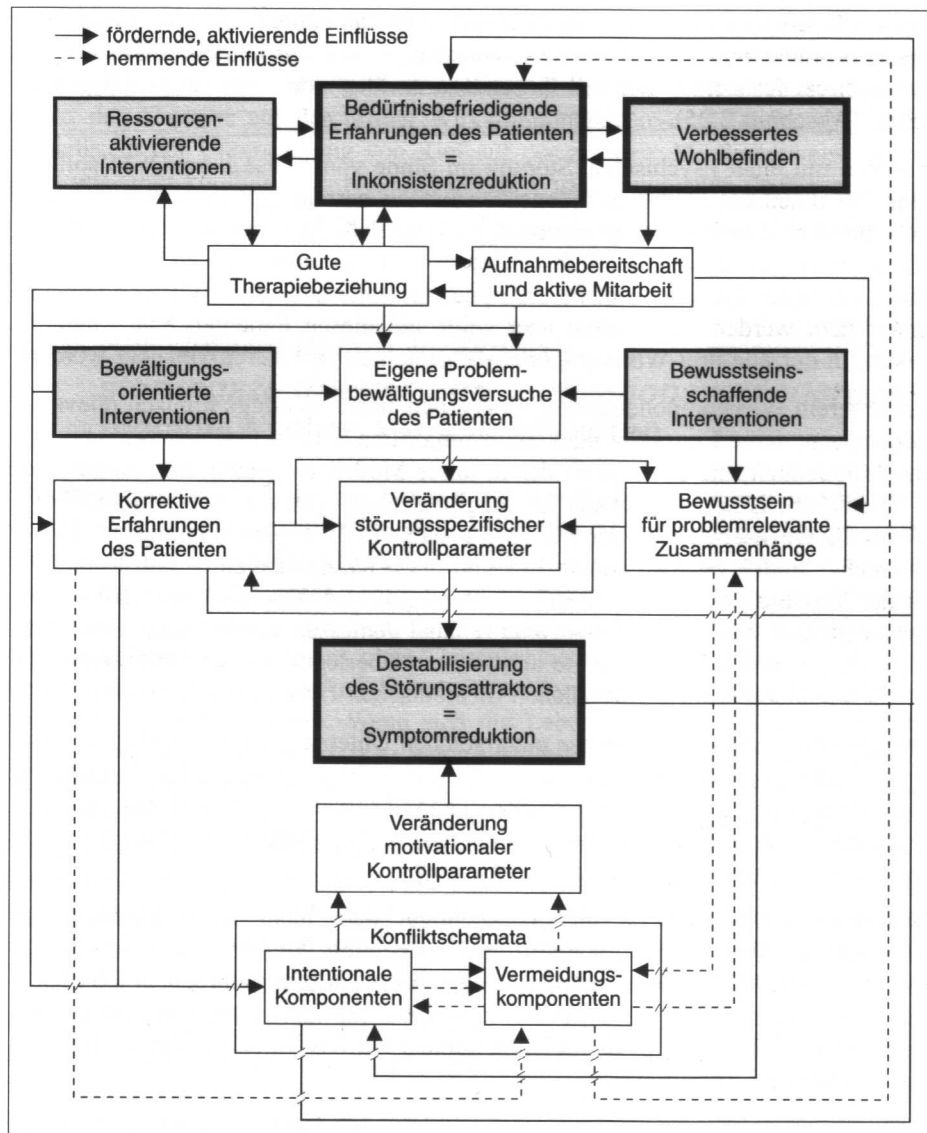 fördernde, aktivierende Einflüsse
hemmende Einflüsse
Ressourcen-
aktivierende
Interventionen
Bedürfnisbefriedigende
Erfahrungen des Patienten
=
Inkonsistenzreduktion
Verbessertes
Wohlbefinden
Gute
Therapiebeziehung
Aufnahmebereitschaft
und aktive Mitarbeit
Bewältigungs-
orientierte
Interventionen
Eigene Problem-
bewältigungsversuche
des Patienten
Bewusstseins-
schaffende
Interventionen
Korrektive
Erfahrungen
des Patienten
Veränderung
störungsspezifischer
Kontrollparameter
Bewusstsein
für problemrelevante
Zusammenhänge
Destabilisierung
des Störungsattraktors
=
Symptomreduktion
Veränderung
motivationaler
Kontrollparameter
Konfliktschemata
Intentionale
Komponenten
Vermeidungs-
komponenten